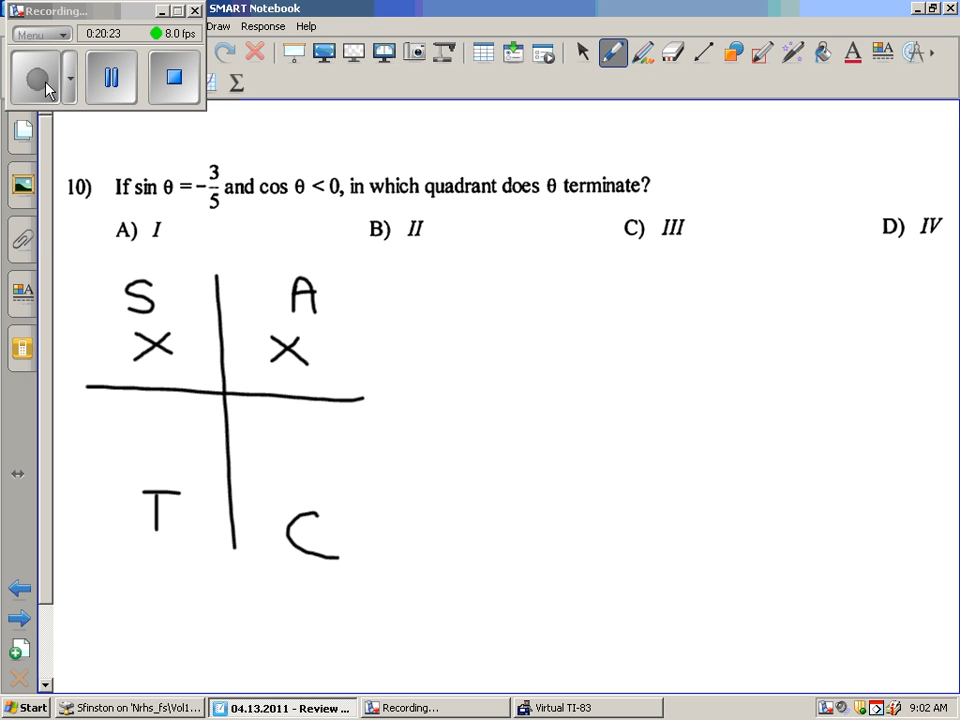 Recording...
SMART Notebook
Menu
0:20:23
8.0 fps
Draw Response Help
10) If sin θ = -3/5 and cos θ < 0, in which quadrant does θ terminate?
A) I B) II C) III D) IV
S A
X X
T C
Start
Sfinston on 'Nrhs_fs\Vol1...
04.13.2011 - Review ...
Recording...
Virtual TI-83
9:02 AM